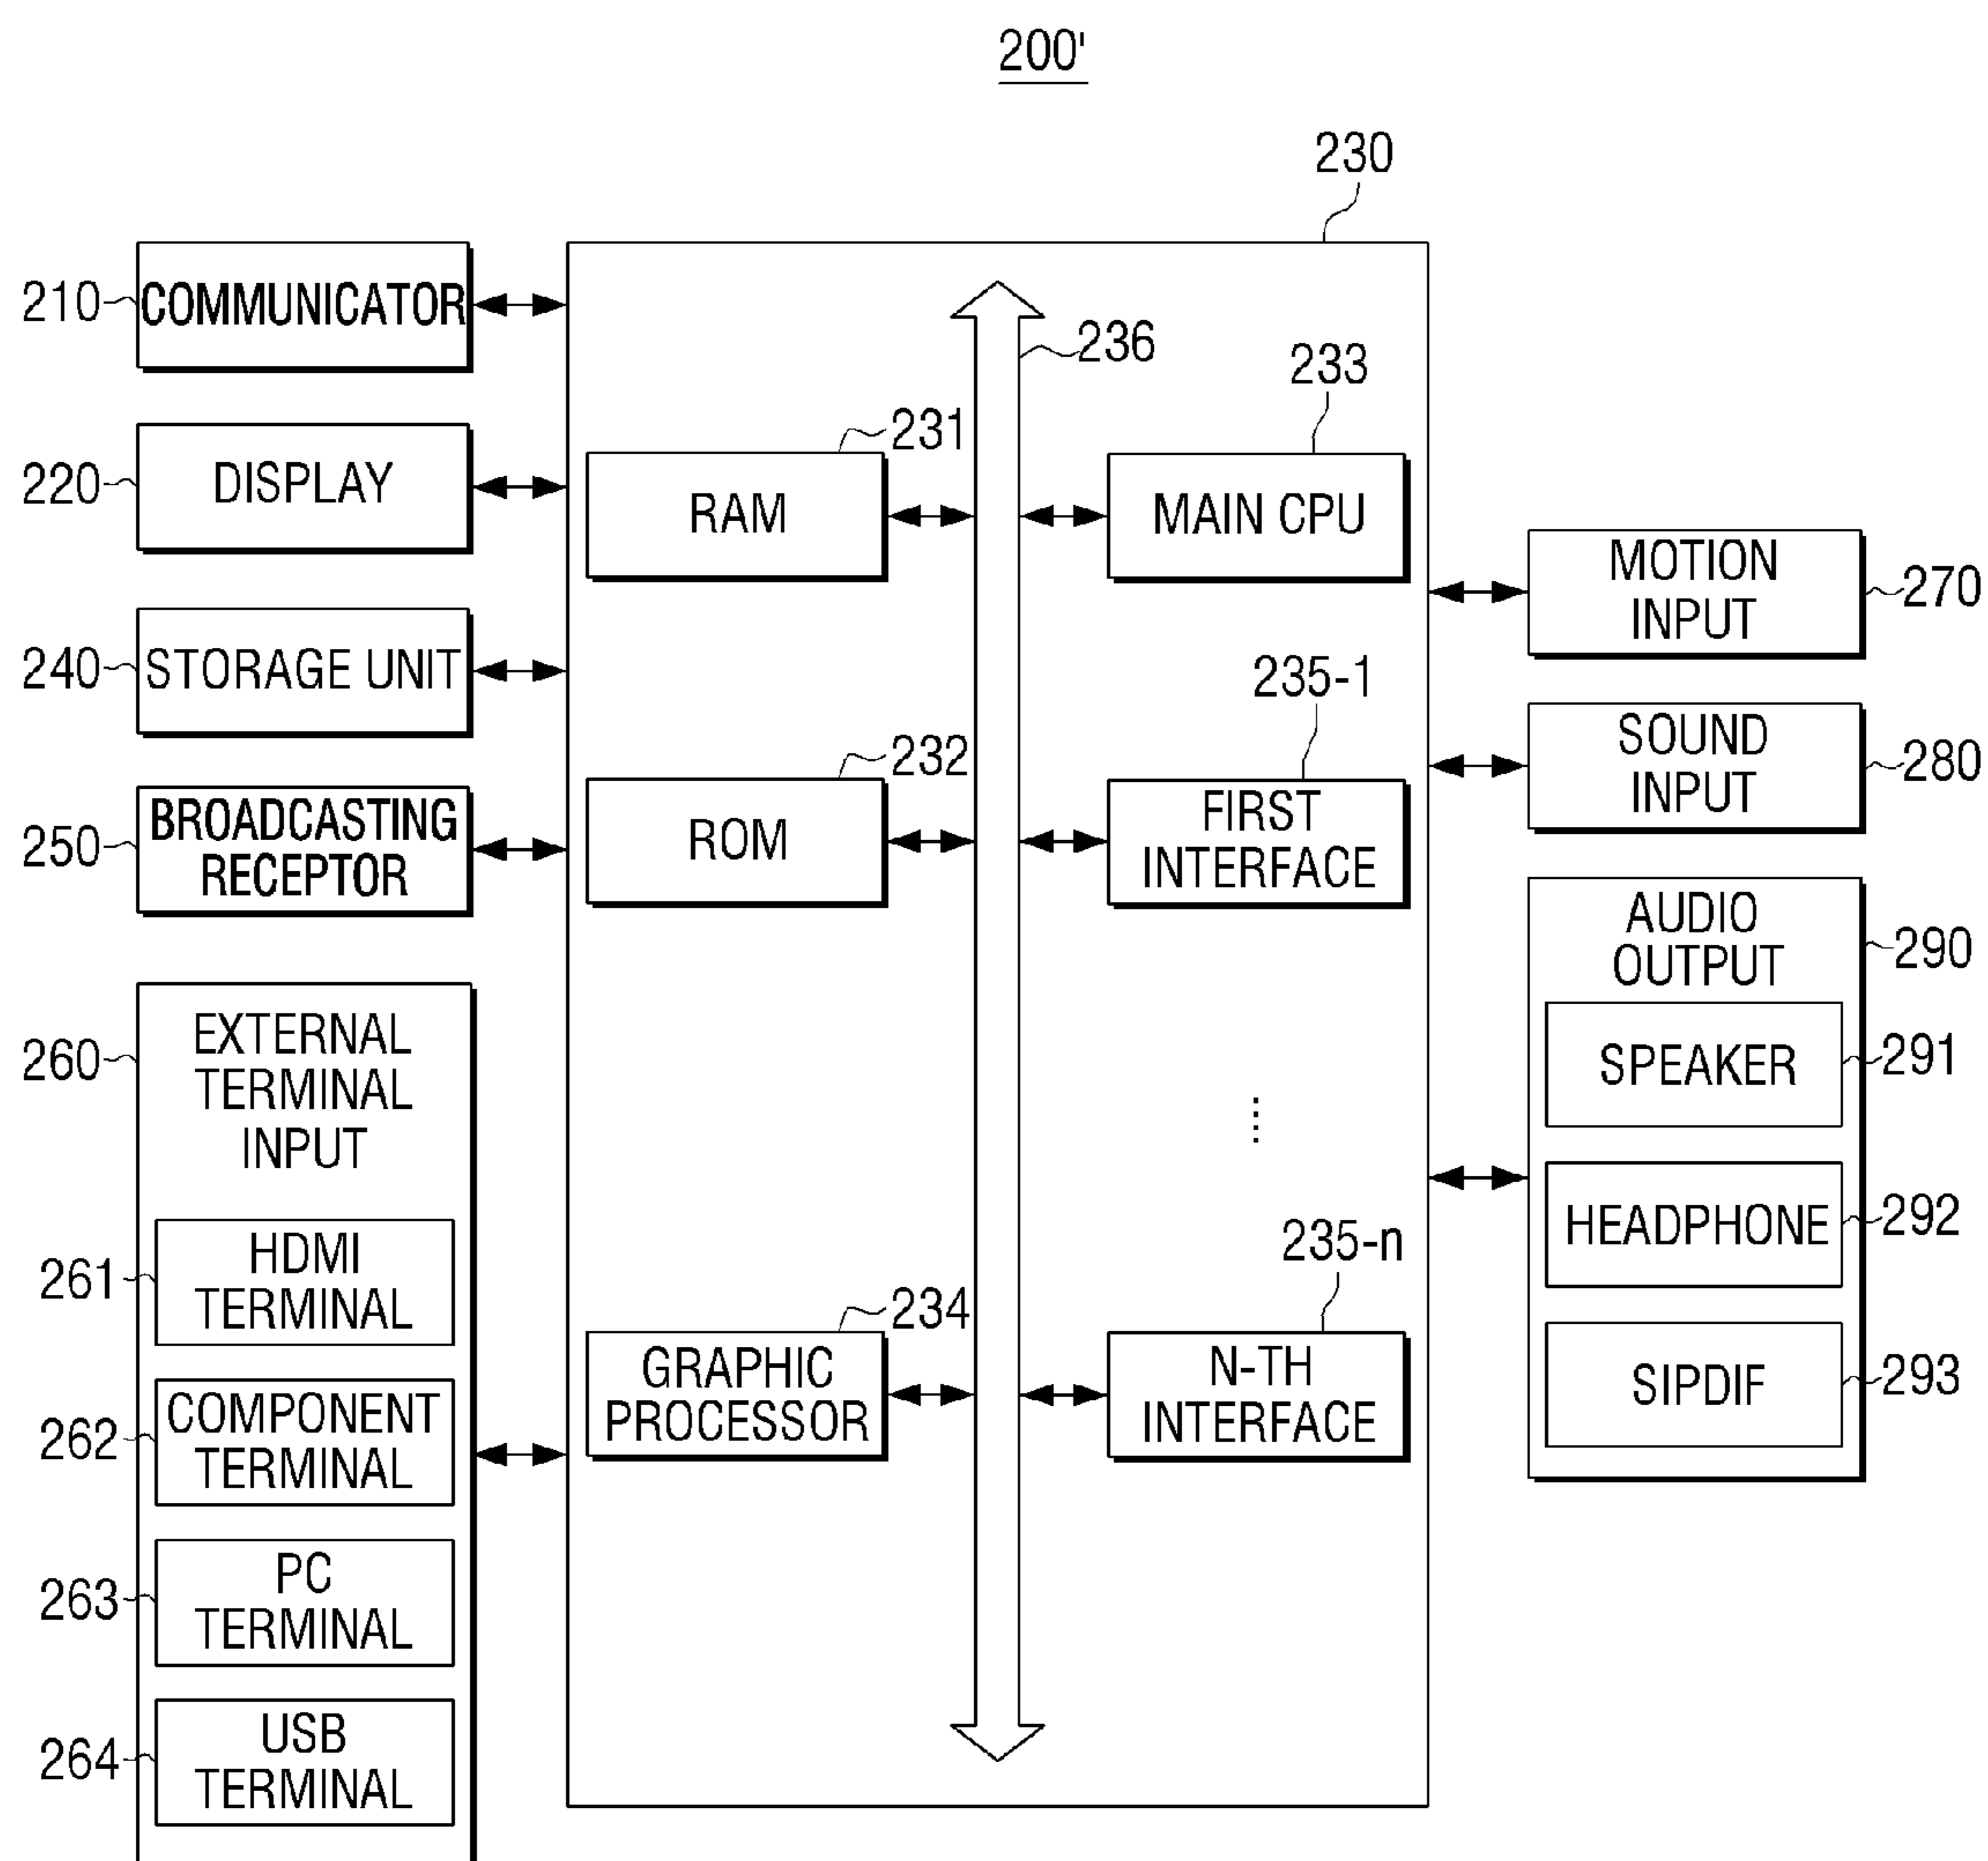 200'
230
210
COMMUNICATOR
236
233
220
DISPLAY
231
RAM
MAIN CPU
MOTION
INPUT
270
240
STORAGE UNIT
235-1
SOUND
INPUT
280
250
BROADCASTING
RECEPTOR
232
ROM
FIRST
INTERFACE
AUDIO
OUTPUT
290
260
EXTERNAL
TERMINAL
INPUT
SPEAKER
291
HEADPHONE
292
SIPDIF
293
261
HDMI
TERMINAL
235-n
234
GRAPHIC
PROCESSOR
N-TH
INTERFACE
262
COMPONENT
TERMINAL
263
PC
TERMINAL
264
USB
TERMINAL